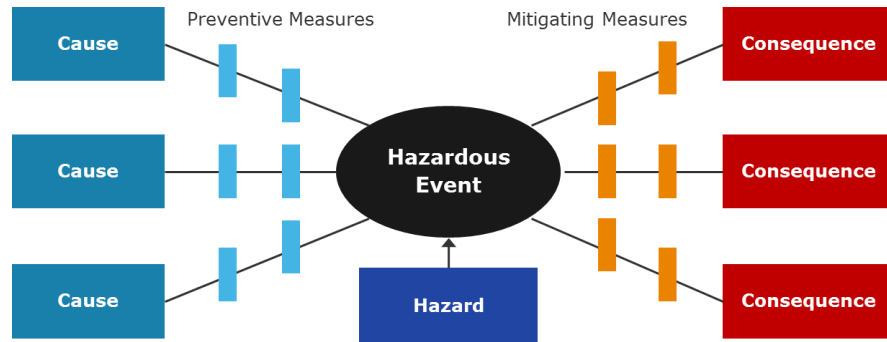 Preventive Measures
Mitigating Measures
Cause
Consequence
Cause
Hazardous
Event
Consequence
Cause
Hazard
Consequence